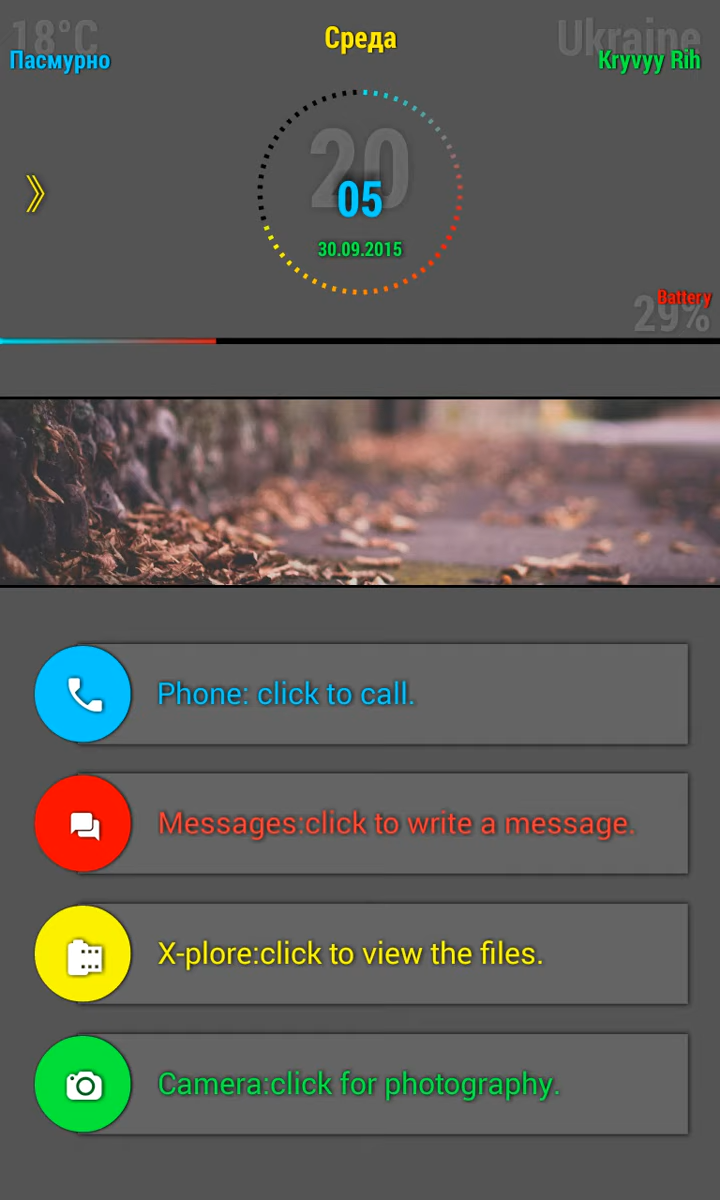 18°C
Пасмурно
Среда
Ukraine
Kryvyy Rih
20
05
30.09.2015
Battery
29%
Phone: click to call.
Messages:click to write a message.
X-plore:click to view the files.
Camera:click for photography.